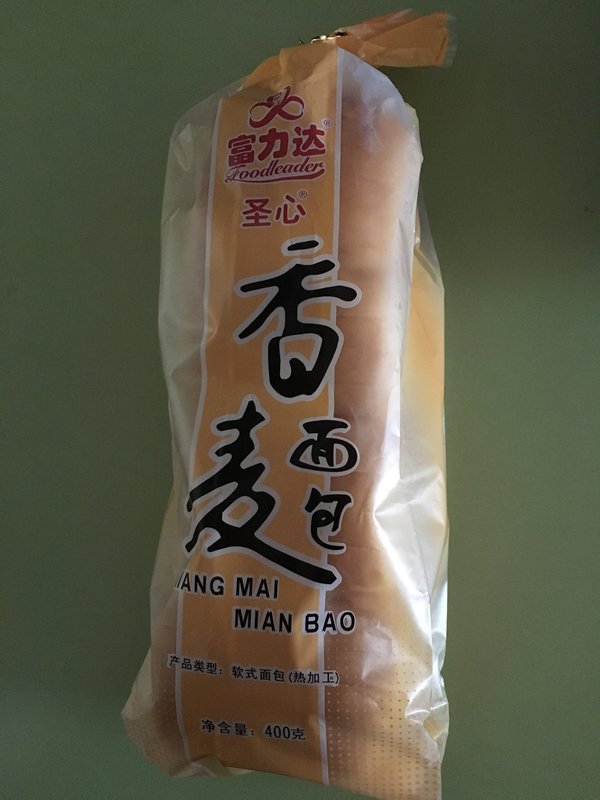 富力达®
Foodleader
圣心®
香麦
面包
IANG MAI
MIAN BAO
产品类型：软式面包(热加工)
净含量：400克